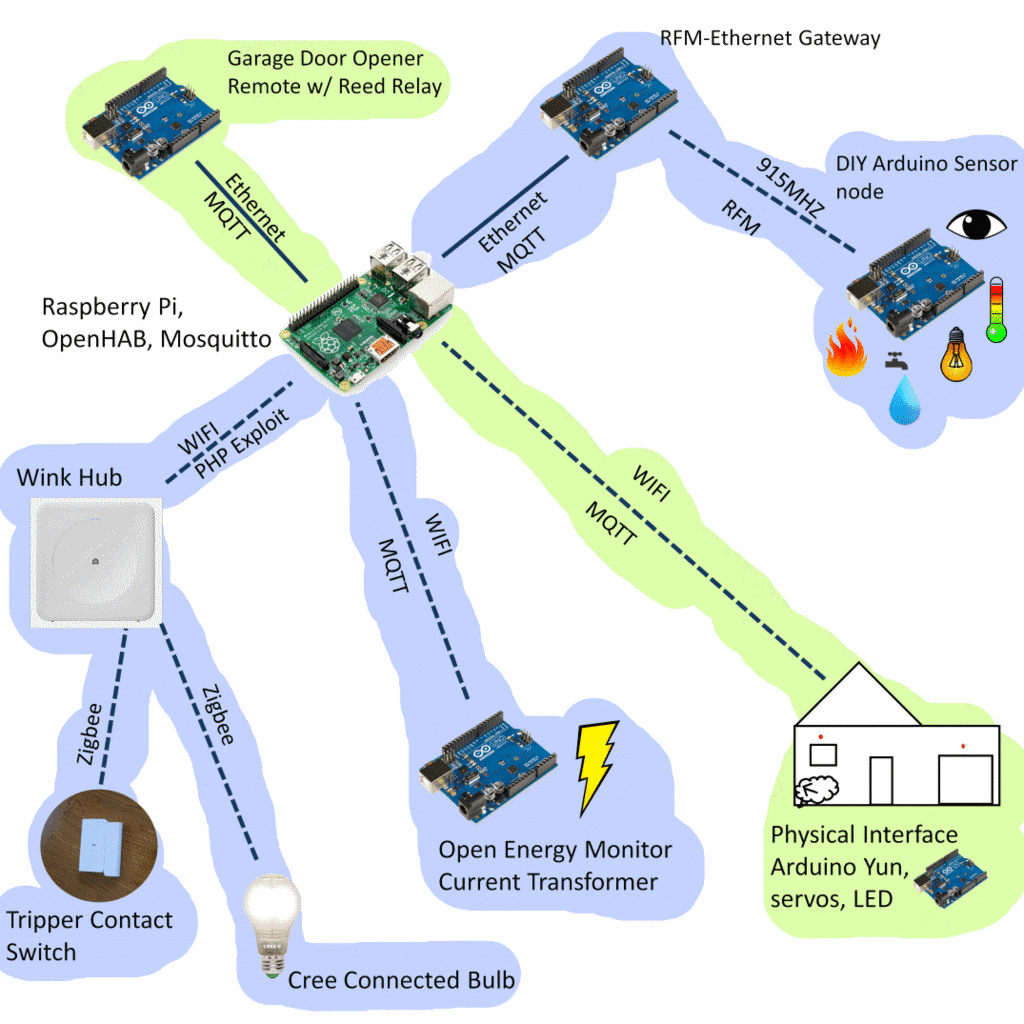 Garage Door Opener
Remote w/ Reed Relay
RFM-Ethernet Gateway
DIY Arduino Sensor
node
915MHZ
RFM
Ethernet
MQTT
Ethernet
MQTT
Raspberry Pi,
OpenHAB, Mosquitto
WIFI
PHP Exploit
Wink Hub
WIFI
MQTT
WIFI
MQTT
Zigbee
Zigbee
Open Energy Monitor
Current Transformer
Physical Interface
Arduino Yun,
servos, LED
Tripper Contact
Switch
CREE
Cree Connected Bulb